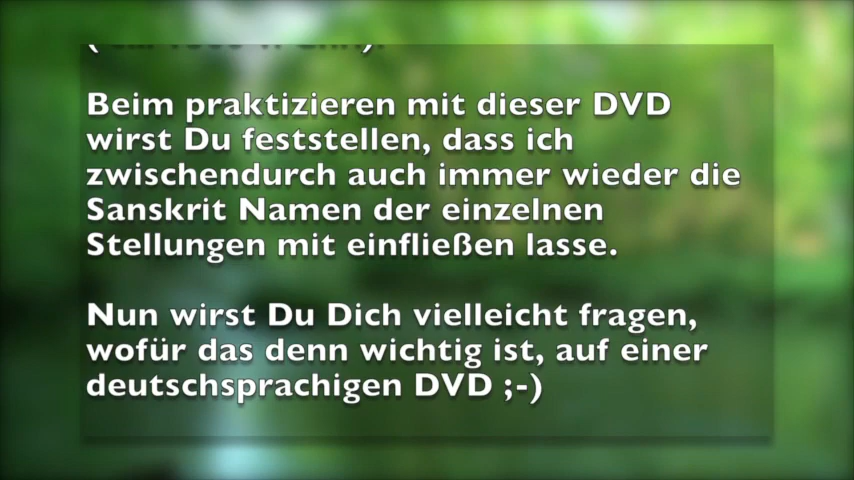 Beim praktizieren mit dieser DVD
wirst Du feststellen, dass ich
zwischendurch auch immer wieder die
Sanskrit Namen der einzelnen
Stellungen mit einfließen lasse.
Nun wirst Du Dich vielleicht fragen,
wofür das denn wichtig ist, auf einer
deutschsprachigen DVD ;-)